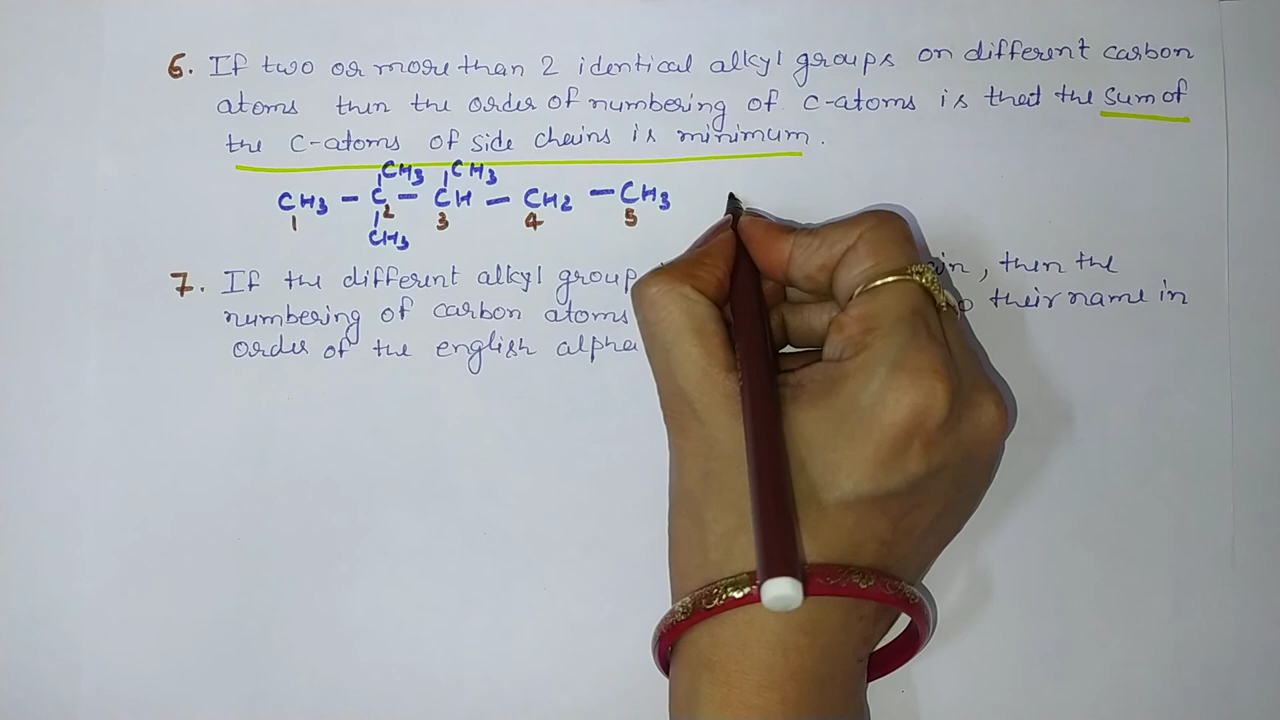 6. If two or more than 2 identical alkyl groups on different carbon
atoms then the order of numbering of C-atoms is that the sum of
the C-atoms of side chains is minimum.
CH3 CH3
CH3 - C - CH - CH2 - CH3
1 2 3 4 5
CH3
7. If the different alkyl group in, then the
numbering of carbon atoms their name in
order of the english alpha